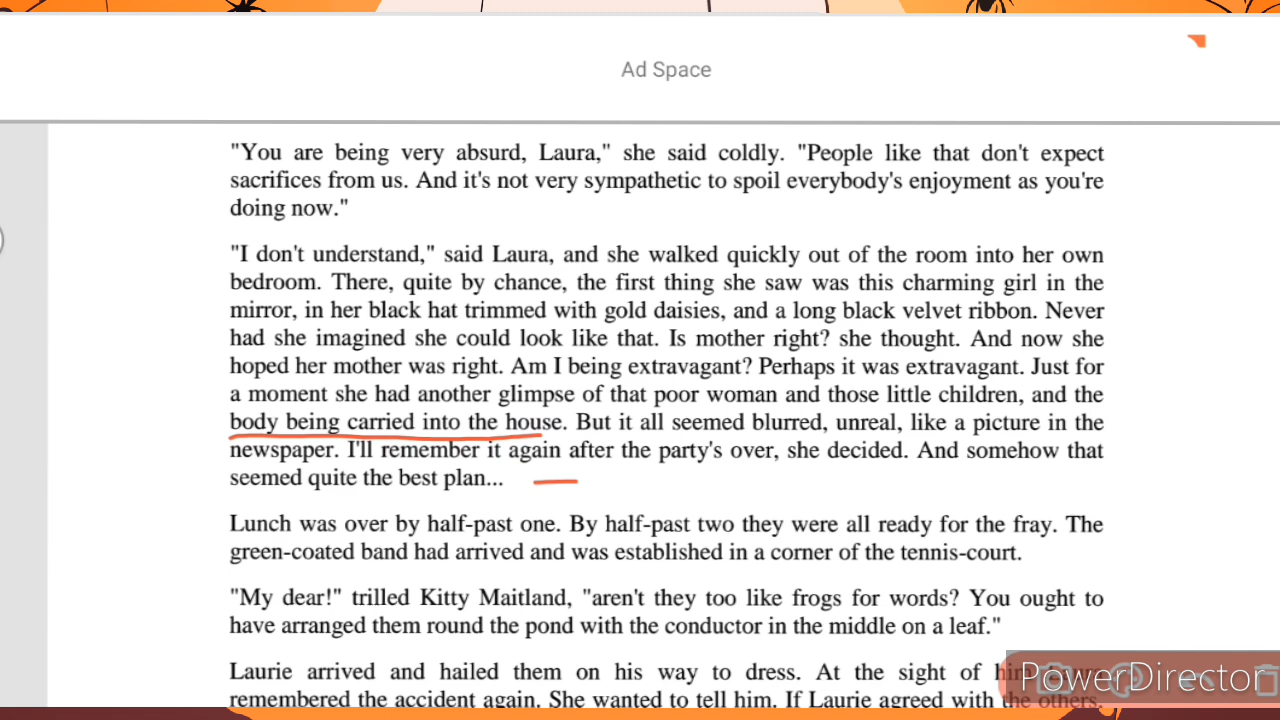 Ad Space
"You are being very absurd, Laura," she said coldly. "People like that don't expect
sacrifices from us. And it's not very sympathetic to spoil everybody's enjoyment as you're
doing now."
"I don't understand," said Laura, and she walked quickly out of the room into her own
bedroom. There, quite by chance, the first thing she saw was this charming girl in the
mirror, in her black hat trimmed with gold daisies, and a long black velvet ribbon. Never
had she imagined she could look like that. Is mother right? she thought. And now she
hoped her mother was right. Am I being extravagant? Perhaps it was extravagant. Just for
a moment she had another glimpse of that poor woman and those little children, and the
body being carried into the house. But it all seemed blurred, unreal, like a picture in the
newspaper. I'll remember it again after the party's over, she decided. And somehow that
seemed quite the best plan...
Lunch was over by half-past one. By half-past two they were all ready for the fray. The
green-coated band had arrived and was established in a corner of the tennis-court.
"My dear!" trilled Kitty Maitland, "aren't they too like frogs for words? You ought to
have arranged them round the pond with the conductor in the middle on a leaf."
Laurie arrived and hailed them on his way to dress. At the sight of him Laura
remembered the accident again. She wanted to tell him. If Laurie agreed with the others,
PowerDirector